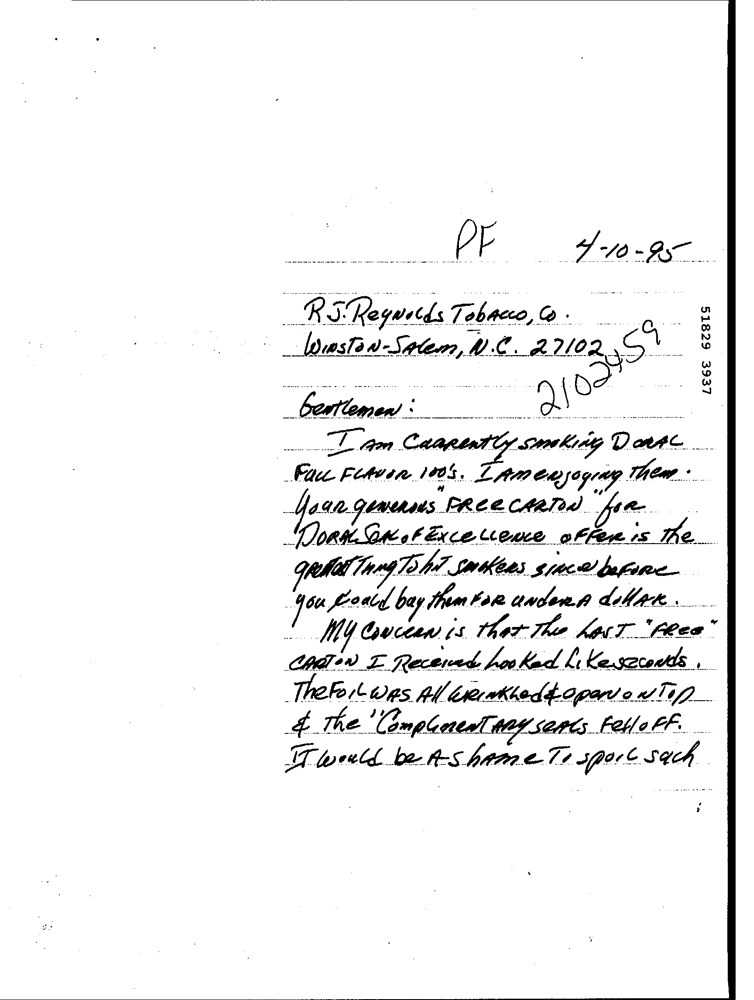 PF 4-10-95
R.J. Reynolds Tobacco, Co.
Winston-Salem, N.C. 27102
2102459
51829 3937
Gentlemen:
I am currently smoking Doral
Full Flavor 100's. I am enjoying them.
Your generous "FREE CARTON" for
Doral Seal of Excellence offer is the
greatest thing to hit smokers since before
you could buy them for under a dollar.
My concern is that the last "free"
carton I received looked like seconds.
The foil was all wrinkled & open on top
& the "Complimentary seals fell off.
It would be a shame to spoil such